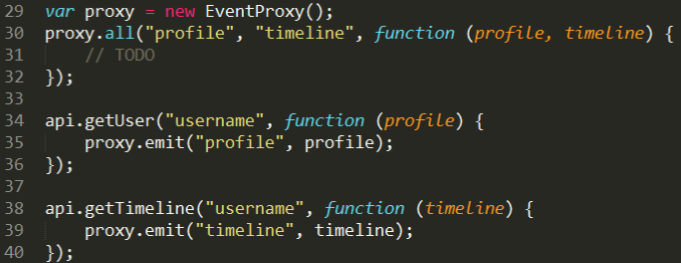 29 var proxy = new EventProxy();
30 proxy.all("profile", "timeline", function (profile, timeline) {
31     // TODO
32 });
33
34 api.getUser("username", function (profile) {
35     proxy.emit("profile", profile);
36 });
37
38 api.getTimeline("username", function (timeline) {
39     proxy.emit("timeline", timeline);
40 });